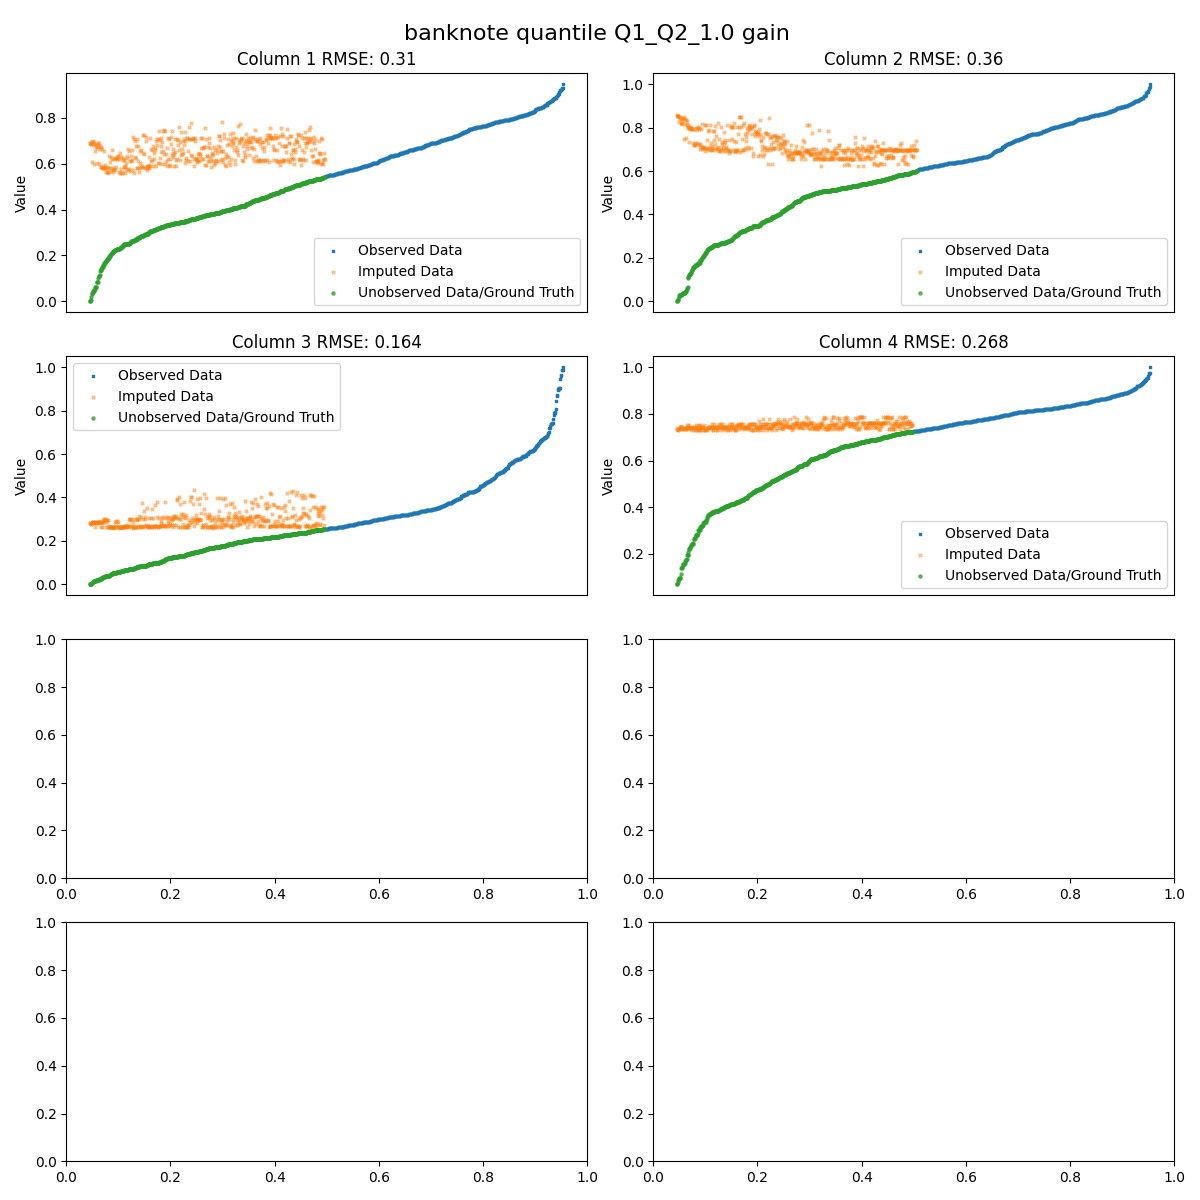 banknote quantile Q1_Q2_1.0 gain
Column 1 RMSE: 0.31
Value
0.8
0.6
0.4
0.2
0.0
Observed Data
Imputed Data
Unobserved Data/Ground Truth
Column 2 RMSE: 0.36
Value
1.0
0.8
0.6
0.4
0.2
0.0
Observed Data
Imputed Data
Unobserved Data/Ground Truth
Column 3 RMSE: 0.164
Value
1.0
0.8
0.6
0.4
0.2
0.0
Observed Data
Imputed Data
Unobserved Data/Ground Truth
Column 4 RMSE: 0.268
Value
1.0
0.8
0.6
0.4
0.2
Observed Data
Imputed Data
Unobserved Data/Ground Truth
1.0
0.8
0.6
0.4
0.2
0.0
0.0 0.2 0.4 0.6 0.8 1.0
1.0
0.8
0.6
0.4
0.2
0.0
0.0 0.2 0.4 0.6 0.8 1.0
1.0
0.8
0.6
0.4
0.2
0.0
0.0 0.2 0.4 0.6 0.8 1.0
1.0
0.8
0.6
0.4
0.2
0.0
0.0 0.2 0.4 0.6 0.8 1.0